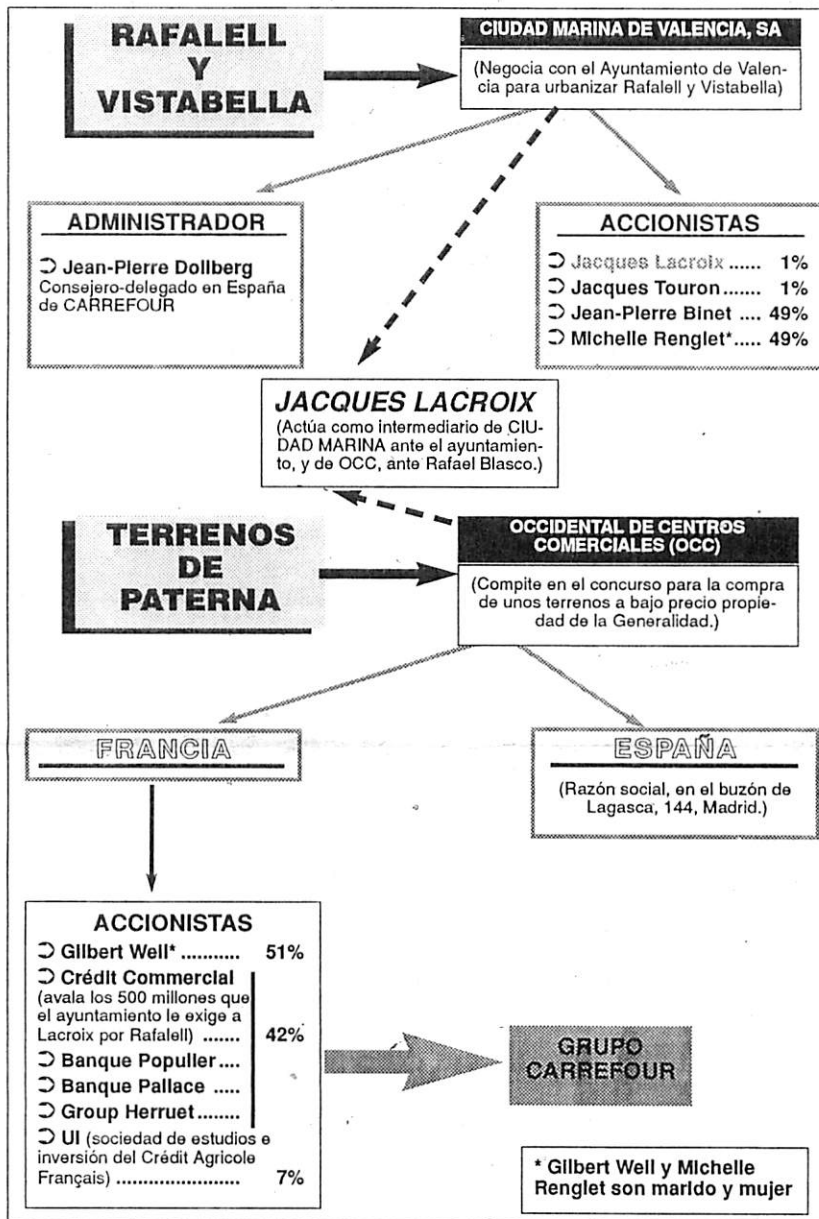 RAFALELL
Y
VISTABELLA
CIUDAD MARINA DE VALENCIA, SA
(Negocia con el Ayuntamiento de Valen-
cia para urbanizar Rafalell y Vistabella)
ADMINISTRADOR
Jean-Pierre Dollberg
Consejero-delegado en España
de CARREFOUR
ACCIONISTAS
Jacques Lacroix ...... 1%
Jacques Touron ...... 1%
Jean-Pierre Binet .... 49%
Michelle Renglet* ..... 49%
JACQUES LACROIX
(Actúa como intermediario de CIU-
DAD MARINA ante el ayuntamien-
to, y de OCC, ante Rafael Blasco.)
TERRENOS
DE
PATERNA
OCCIDENTAL DE CENTROS
COMERCIALES (OCC)
(Compite en el concurso para la compra
de unos terrenos a bajo precio propie-
dad de la Generalidad.)
FRANCIA
ESPAÑA
(Razón social, en el buzón de
Lagasca, 144, Madrid.)
ACCIONISTAS
Gilbert Well* ........... 51%
Crédit Commercial
(avala los 500 millones que
el ayuntamiento le exige a
Lacroix por Rafalell) ....... 42%
Banque Populler ....
Banque Pallace .....
Group Herruet ........
UI (sociedad de estudios e
inversión del Crédit Agricole
Français) ....................... 7%
GRUPO
CARREFOUR
* Gilbert Well y Michelle
Renglet son marido y mujer